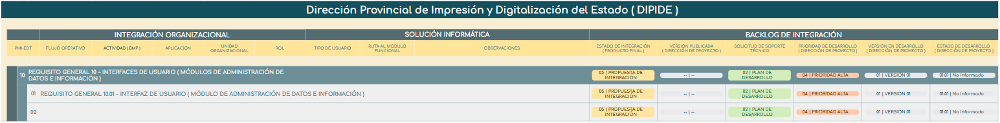 Dirección Provincial de Impresión y Digitalización del Estado ( DIPIDE )
INTEGRACIÓN ORGANIZACIONAL
SOLUCIÓN INFORMÁTICA
BACKLOG DE INTEGRACIÓN
PMI-EDT
FLUJO OPERATIVO
ACTIVIDAD ( BMP )
APLICACIÓN
UNIDAD
ORGANIZACIONAL
ROL
TIPO DE USUARIO
RUTA AL MODULO
FUNCIONAL
OBSERVACIONES
ESTADO DE INTEGRACIÓN
( PRODUCTO FINAL )
VERSIÓN PUBLICADA
( DIRECCIÓN DE PROYECTO )
SOLICITUD DE SOPORTE
TÉCNICO
PRIORIDAD DE DESARROLLO
( DIRECCIÓN DE PROYECTO )
VERSIÓN EN DESARROLLO
( DIRECCIÓN DE PROYECTO )
ESTADO DE DESARROLLO
( DIRECCIÓN DE PROYECTO )
10
REQUISITO GENERAL 10 - INTERFACES DE USUARIO ( MÓDULOS DE ADMINISTRACIÓN DE
DATOS E INFORMACIÓN )
05 | PROPUESTA DE
INTEGRACIÓN
-- | --
02 | PLAN DE
DESARROLLO
04 | PRIORIDAD ALTA
01 | VERSIÓN 01
01.01 | No informado
01
REQUISITO GENERAL 10.01 - INTERFAZ DE USUARIO ( MÓDULO DE ADMINISTRACIÓN DE DATOS E INFORMACIÓN )
05 | PROPUESTA DE
INTEGRACIÓN
-- | --
02 | PLAN DE
DESARROLLO
04 | PRIORIDAD ALTA
01 | VERSIÓN 01
01.01 | No informado
02
05 | PROPUESTA DE
INTEGRACIÓN
-- | --
02 | PLAN DE
DESARROLLO
04 | PRIORIDAD ALTA
01 | VERSIÓN 01
01.01 | No informado